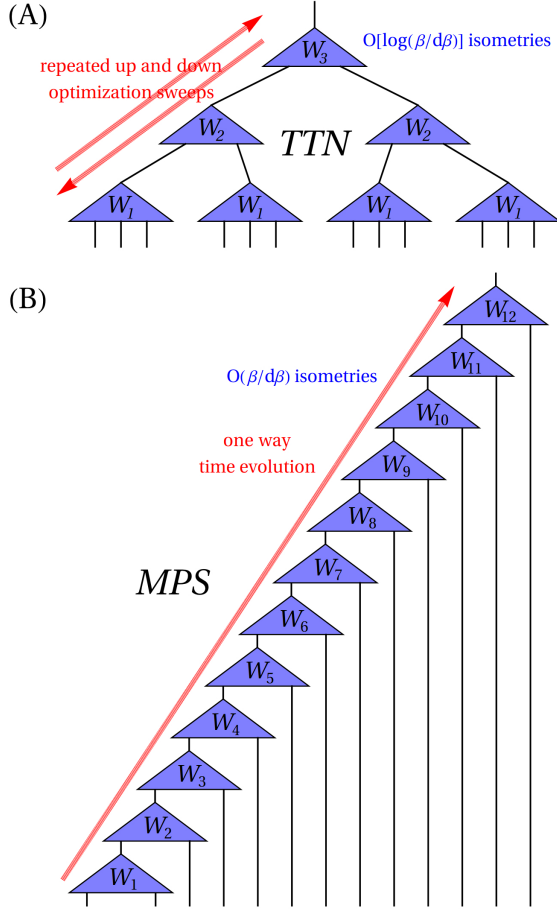 (A)
O[log(β/dβ)] isometries
repeated up and down
optimization sweeps
W₃
W₂
W₂
TTN
W₁
W₁
W₁
W₁
(B)
W₁₂
W₁₁
O(β/dβ) isometries
W₁₀
one way
time evolution
W₉
W₈
MPS
W₇
W₆
W₅
W₄
W₃
W₂
W₁